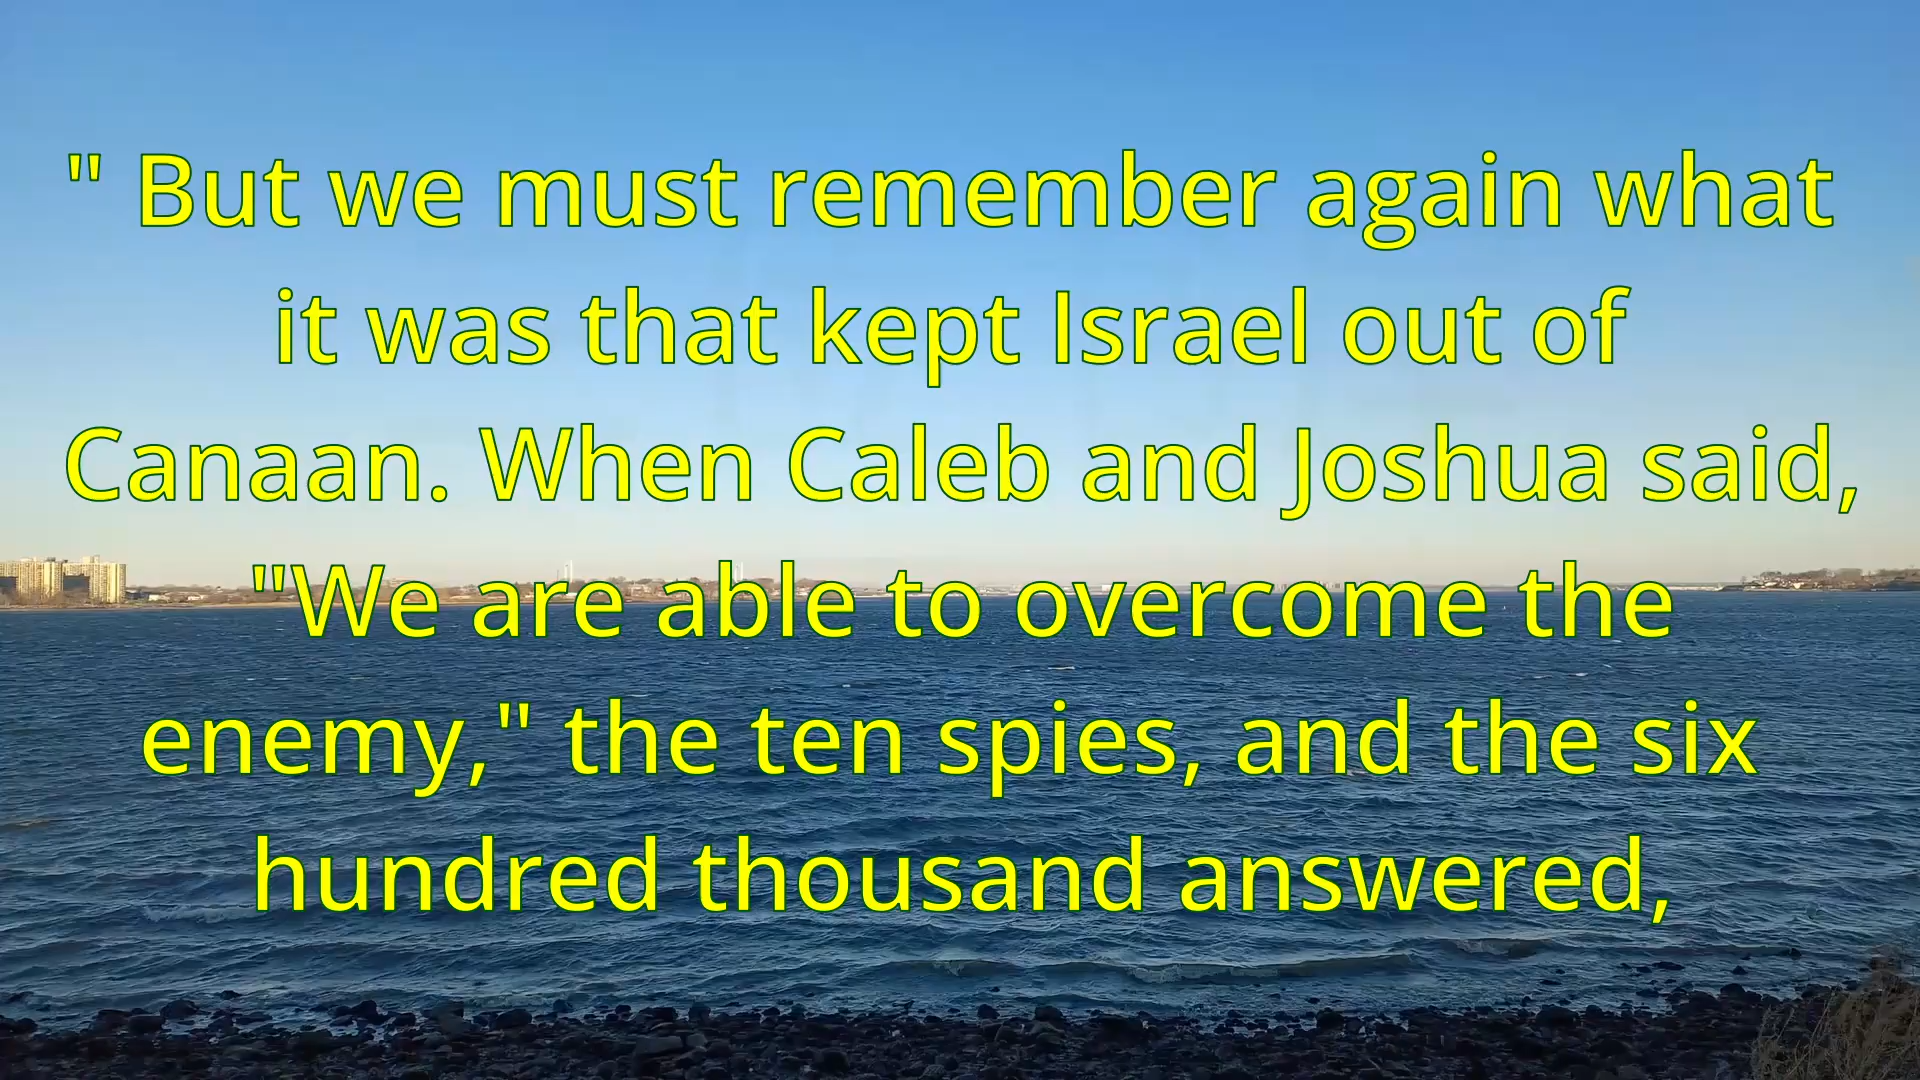 " But we must remember again what
it was that kept Israel out of
Canaan. When Caleb and Joshua said,
"We are able to overcome the
enemy," the ten spies, and the six
hundred thousand answered,